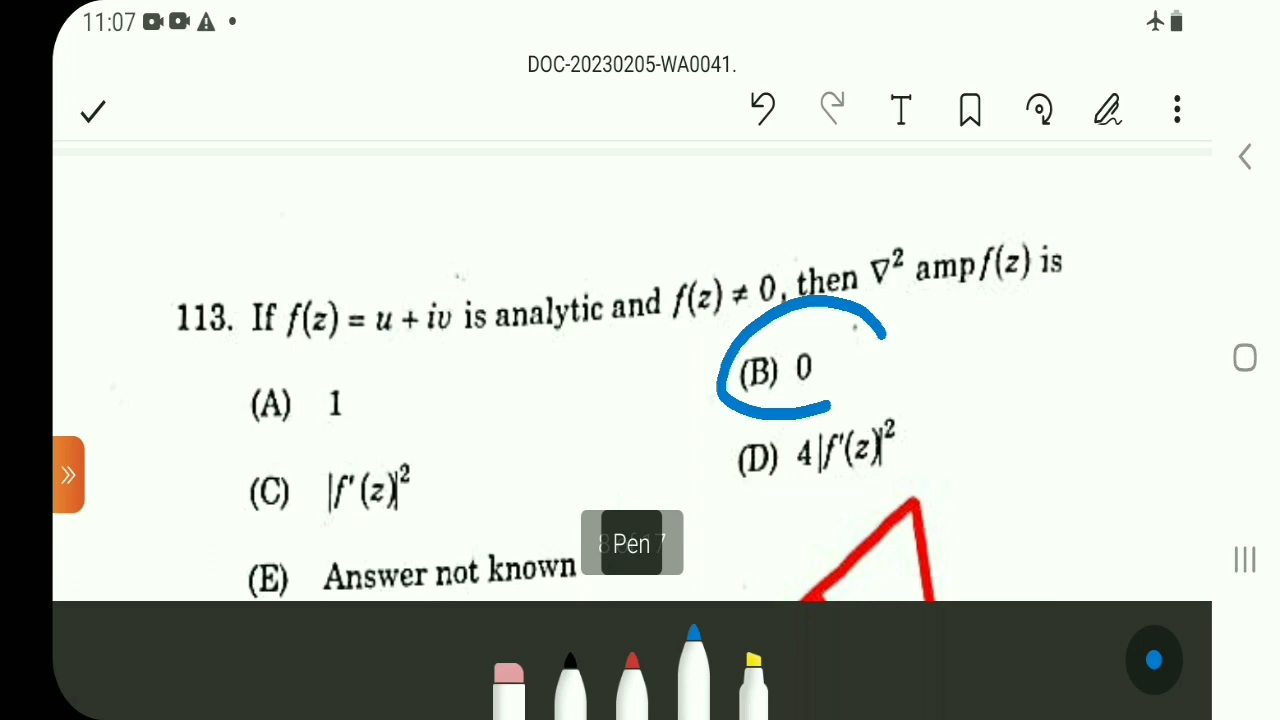 11:07
DOC-20230205-WA0041.
113. If f(z) = u + iv is analytic and f(z) ≠ 0, then ∇² amp f(z) is
(A) 1
(B) 0
(C) |f'(z)|²
(D) 4|f'(z)|²
(E) Answer not known
Pen